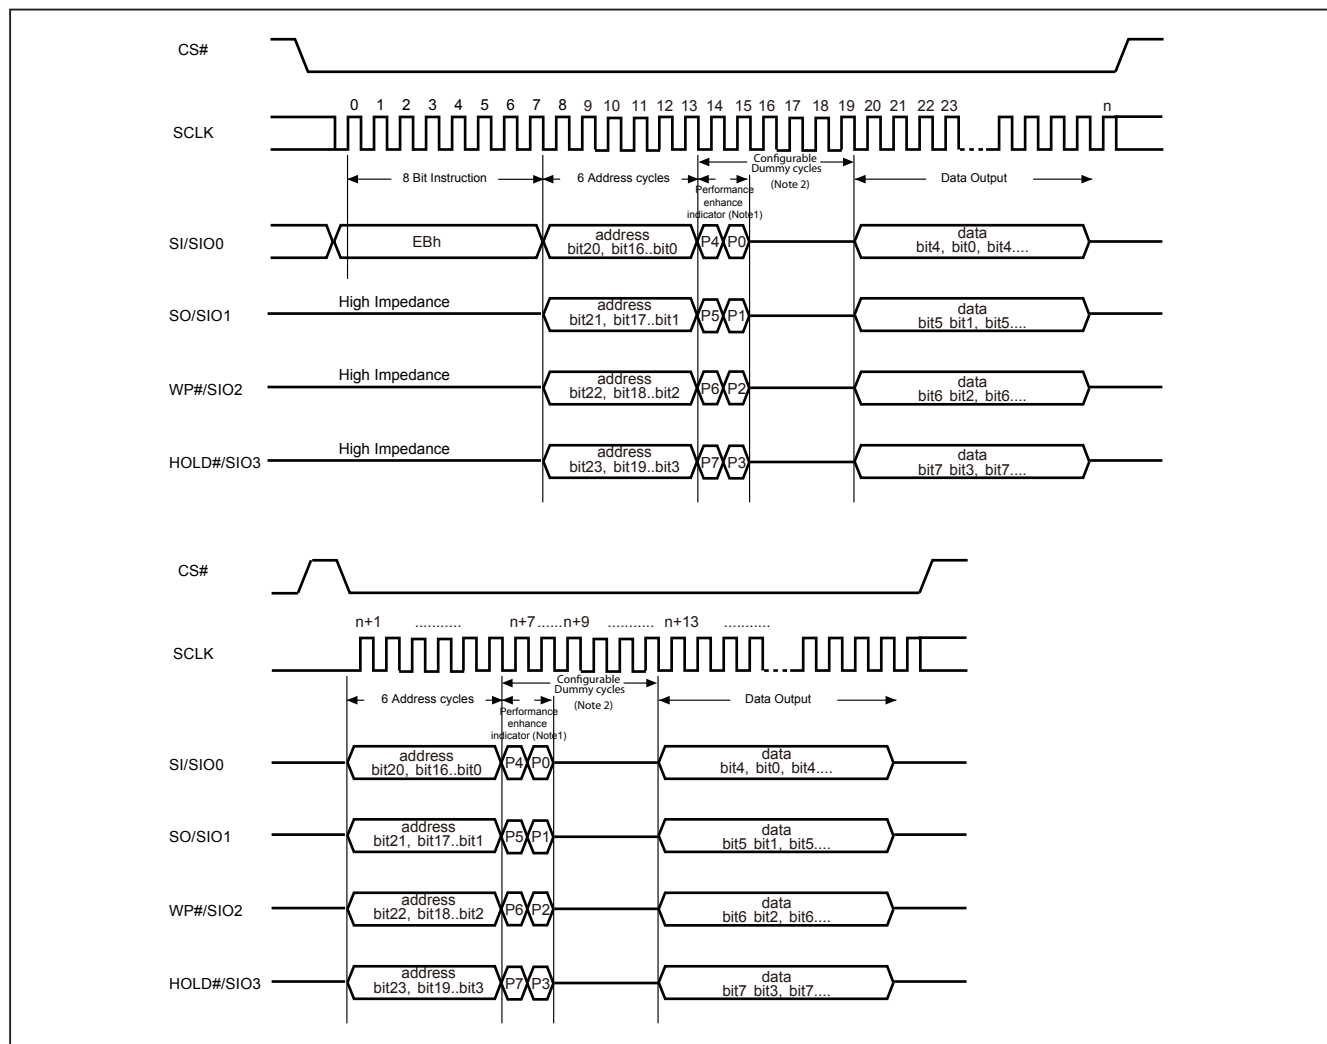 CS#
0 1 2 3 4 5 6 7 8 9 10 11 12 13 14 15 16 17 18 19 20 21 22 23 n
SCLK
Configurable
Dummy cycles
(Note 2)
8 Bit Instruction
6 Address cycles
Data Output
Performance
enhance
indicator (Note1)
SI/SIO0
EBh
address
bit20, bit16..bit0
P4 P0
data
bit4, bit0, bit4....
SO/SIO1
High Impedance
address
bit21, bit17..bit1
P5 P1
data
bit5 bit1, bit5....
WP#/SIO2
High Impedance
address
bit22, bit18..bit2
P6 P2
data
bit6 bit2, bit6....
HOLD#/SIO3
High Impedance
address
bit23, bit19..bit3
P7 P3
data
bit7 bit3, bit7....
CS#
n+1 ........... n+7......n+9 ........... n+13 ...........
SCLK
Configurable
Dummy cycles
(Note 2)
6 Address cycles
Data Output
Performance
enhance
indicator (Note1)
SI/SIO0
address
bit20, bit16..bit0
P4 P0
data
bit4, bit0, bit4....
SO/SIO1
address
bit21, bit17..bit1
P5 P1
data
bit5 bit1, bit5....
WP#/SIO2
address
bit22, bit18..bit2
P6 P2
data
bit6 bit2, bit6....
HOLD#/SIO3
address
bit23, bit19..bit3
P7 P3
data
bit7 bit3, bit7....